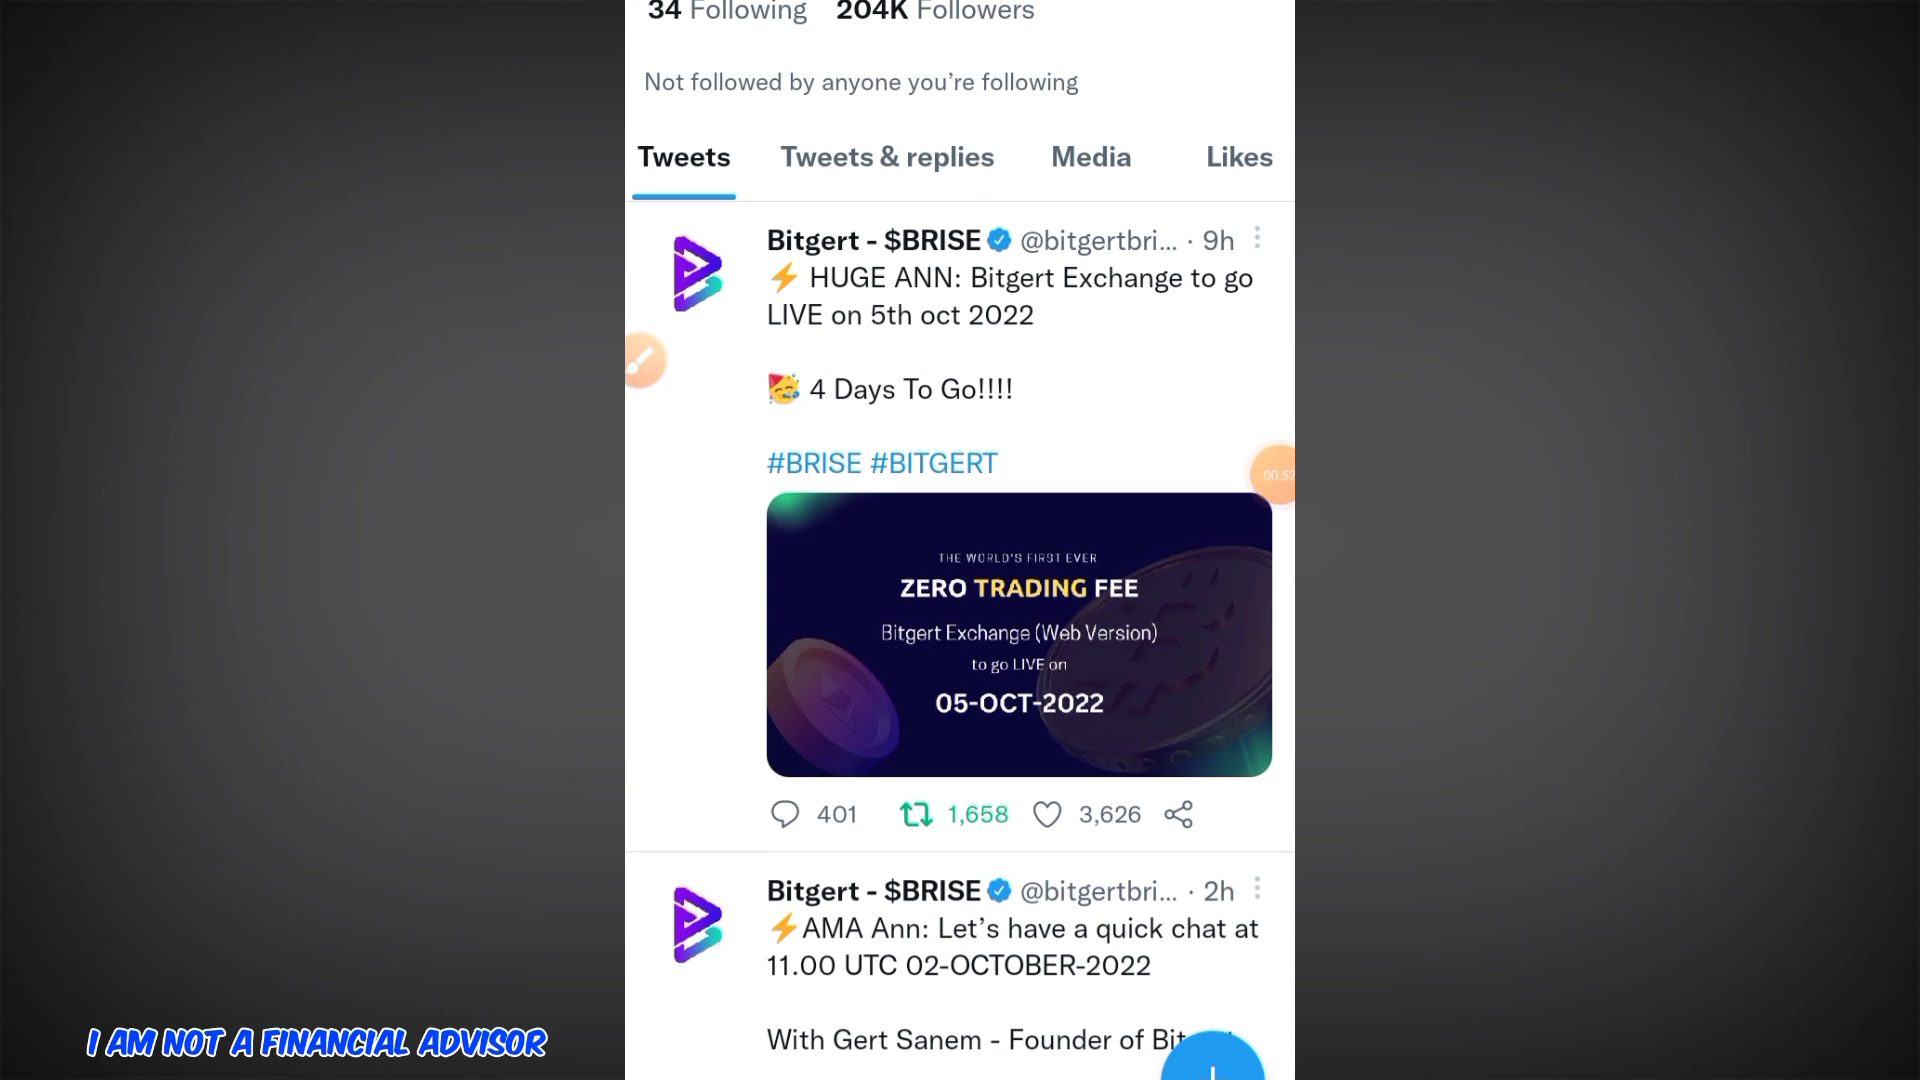 34 Following 204K Followers
Not followed by anyone you’re following
Tweets Tweets & replies Media Likes
Bitgert - $BRISE @bitgertbri... · 9h
⚡ HUGE ANN: Bitgert Exchange to go
LIVE on 5th oct 2022
🥳 4 Days To Go!!!!
#BRISE #BITGERT
00:52
THE WORLD'S FIRST EVER
ZERO TRADING FEE
Bitgert Exchange (Web Version)
to go LIVE on
05-OCT-2022
401 1,658 3,626
Bitgert - $BRISE @bitgertbri... · 2h
⚡AMA Ann: Let’s have a quick chat at
11.00 UTC 02-OCTOBER-2022
With Gert Sanem - Founder of
I AM NOT A FINANCIAL ADVISOR